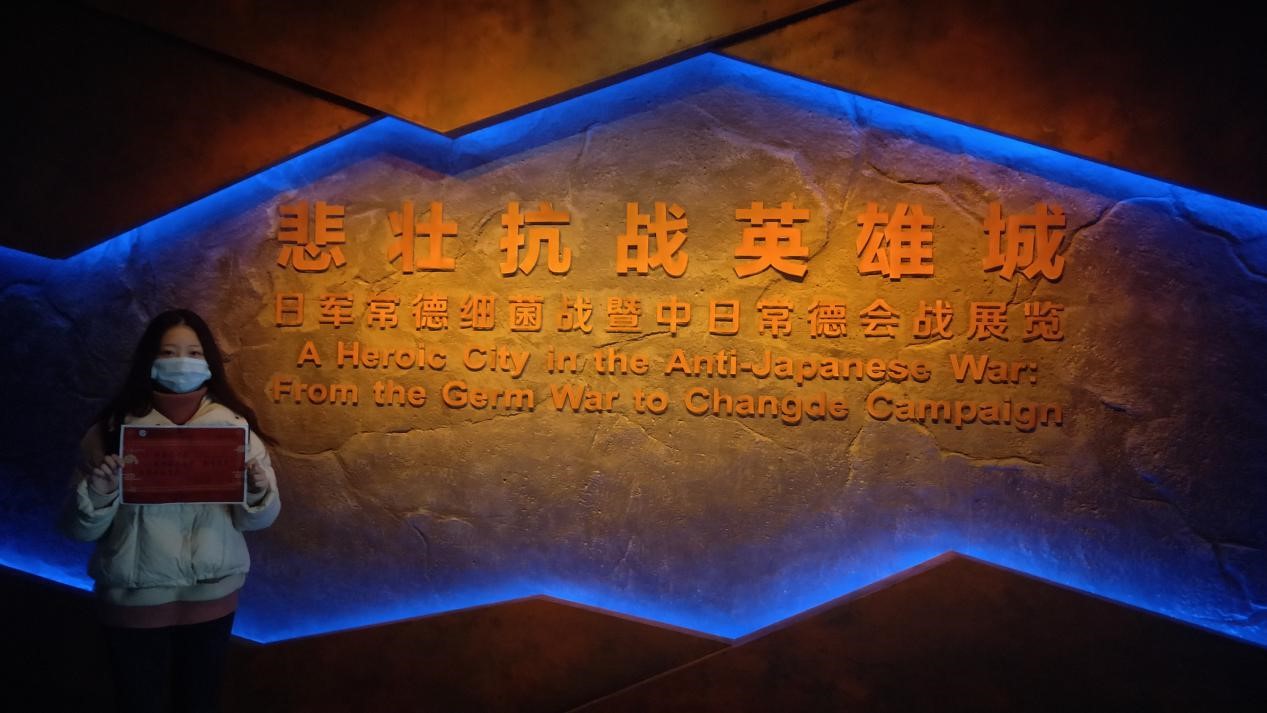 悲壮抗战英雄城
日军常德细菌战暨中日常德会战展览
A Heroic City in the Anti-Japanese War:
From the Germ War to Changde Campaign